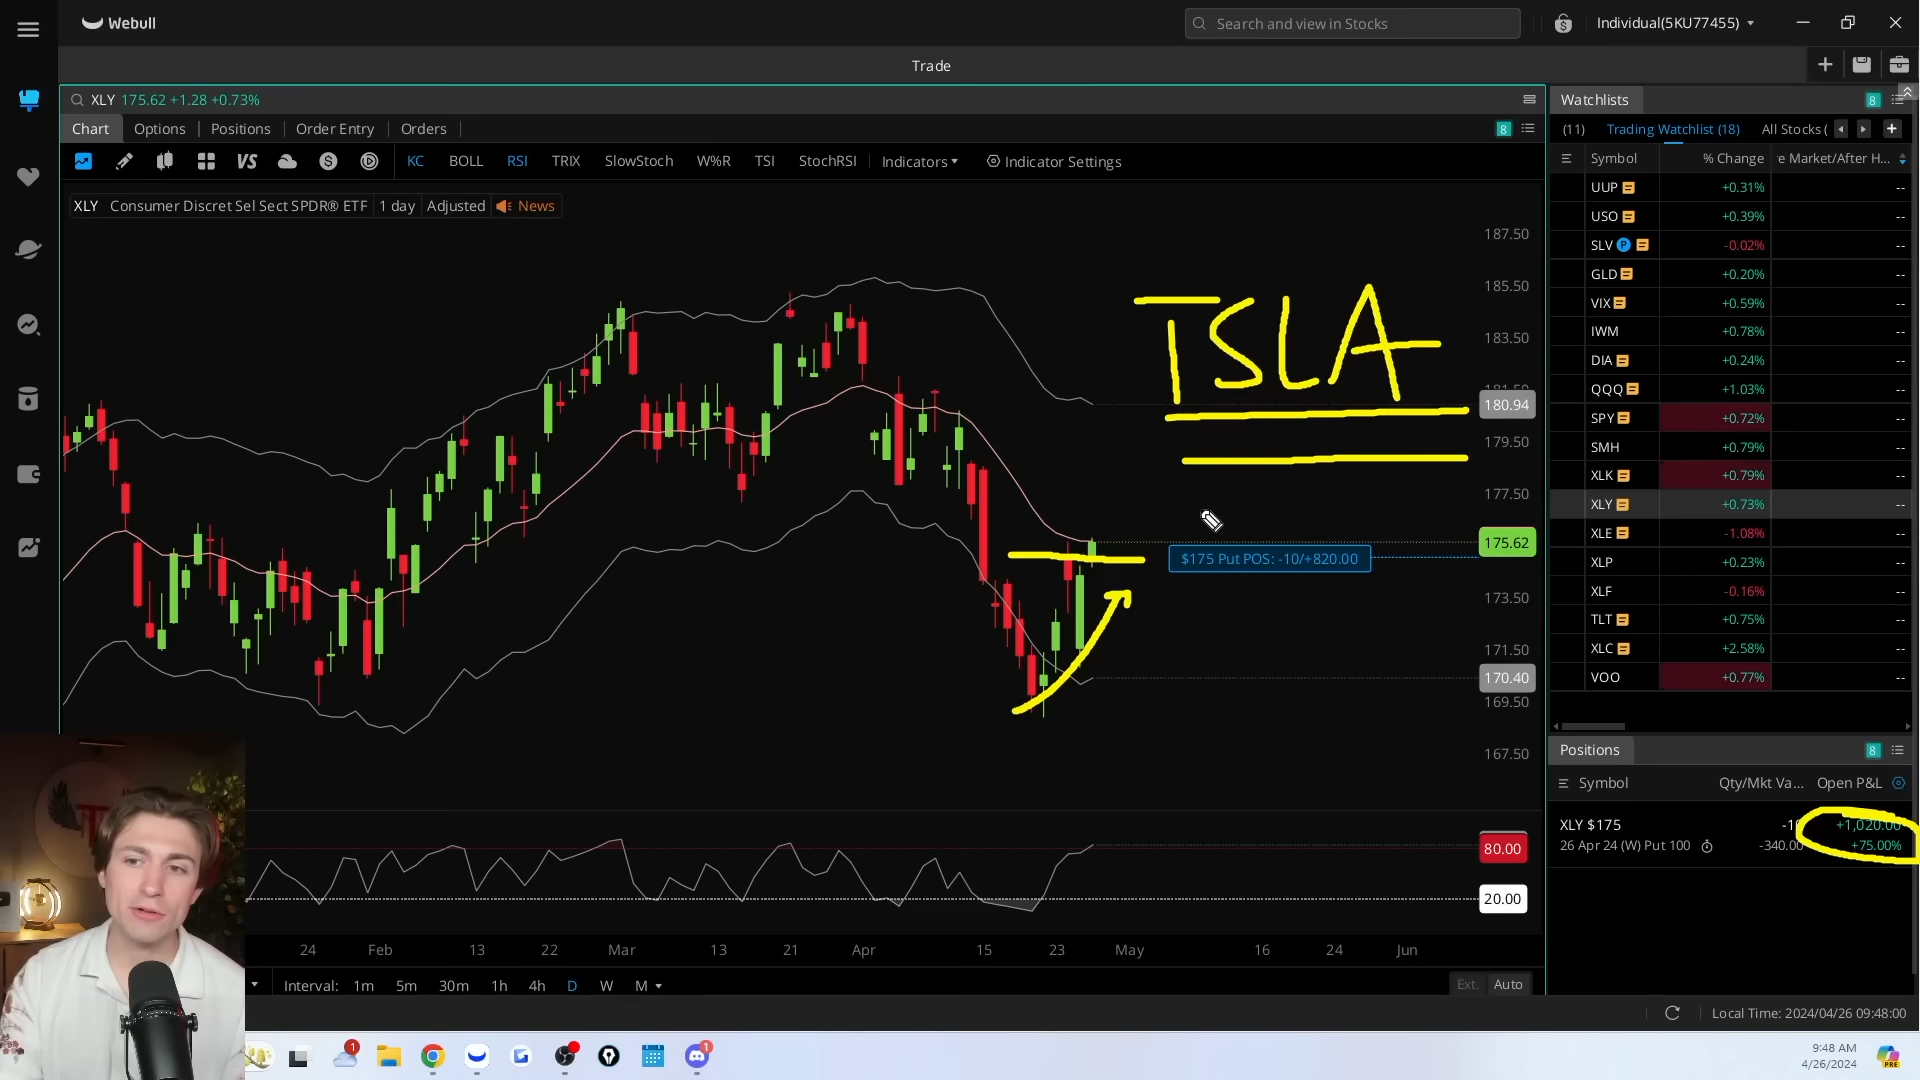 Webull
Search and view in Stocks
Individual(5KU77455)
Trade
XLY 175.62 +1.28 +0.73%
Chart Options Positions Order Entry Orders
8
KC BOLL RSI TRIX SlowStoch W%R TSI StochRSI Indicators Indicator Settings
VS
XLY Consumer Discret Sel Sect SPDR® ETF 1 day Adjusted News
187.50
185.50
183.50
180.94
179.50
177.50
175.62
173.50
171.50
170.40
169.50
167.50
TSLA
$175 Put POS: -10/+820.00
80.00
20.00
24 Feb 13 22 Mar 13 21 Apr 15 23 May 16 24 Jun
Interval: 1m 5m 30m 1h 4h D W M
Ext. Auto
Watchlists
8
(11) Trading Watchlist (18) All Stocks (
Symbol % Change e Market/After H...
UUP +0.31% --
USO +0.39% --
SLV P -0.02% --
GLD +0.20% --
VIX +0.59% --
IWM +0.78% --
DIA +0.24% --
QQQ +1.03% --
SPY +0.72% --
SMH +0.79% --
XLK +0.79% --
XLY +0.73% --
XLE -1.08% --
XLP +0.23% --
XLF -0.16% --
TLT +0.75% --
XLC +2.58% --
VOO +0.77% --
Positions
8
Symbol Qty/Mkt Va... Open P&L
XLY $175 +1,020.00
26 Apr 24 (W) Put 100 -340.00 +75.00%
Local Time: 2024/04/26 09:48:00
1
1
9:48 AM
4/26/2024
PRE